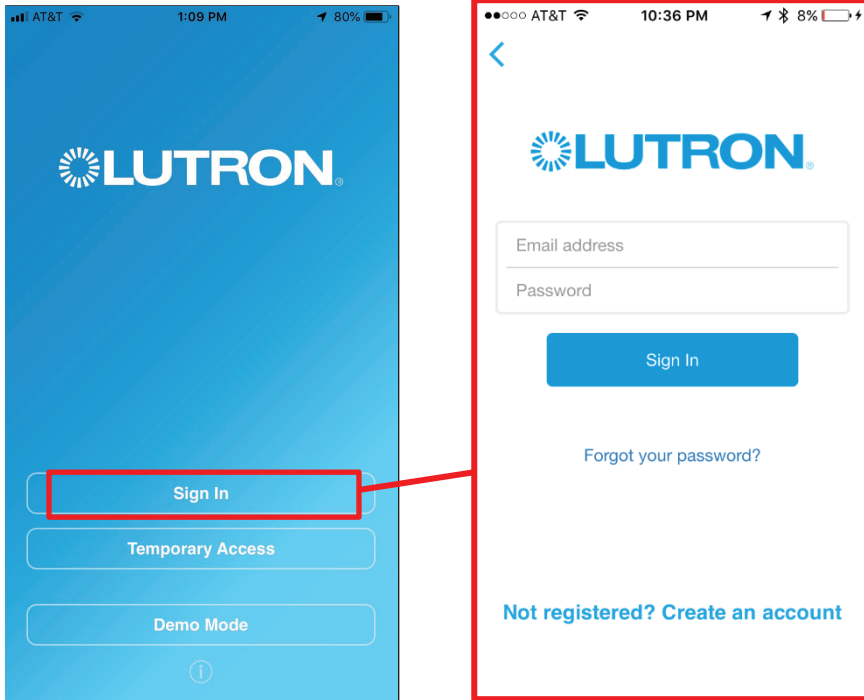 AT&T 1:09 PM 80%
LUTRON®
Sign In
Temporary Access
Demo Mode
i
AT&T 10:36 PM 8%
LUTRON®
Email address
Password
Sign In
Forgot your password?
Not registered? Create an account